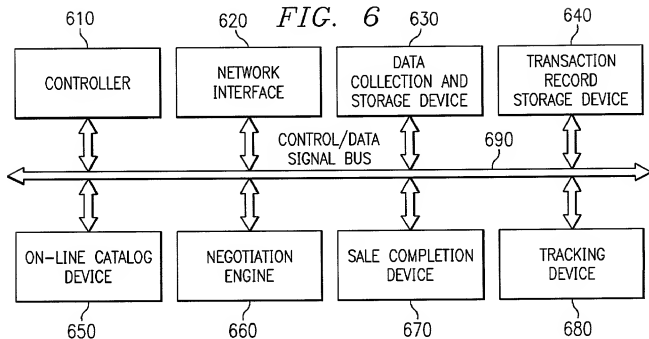 FIG. 6
610
620
630
640
CONTROLLER
NETWORK
INTERFACE
DATA
COLLECTION AND
STORAGE DEVICE
TRANSACTION
RECORD
STORAGE DEVICE
CONTROL/DATA
SIGNAL BUS
690
ON-LINE CATALOG
DEVICE
NEGOTIATION
ENGINE
SALE COMPLETION
DEVICE
TRACKING
DEVICE
650
660
670
680